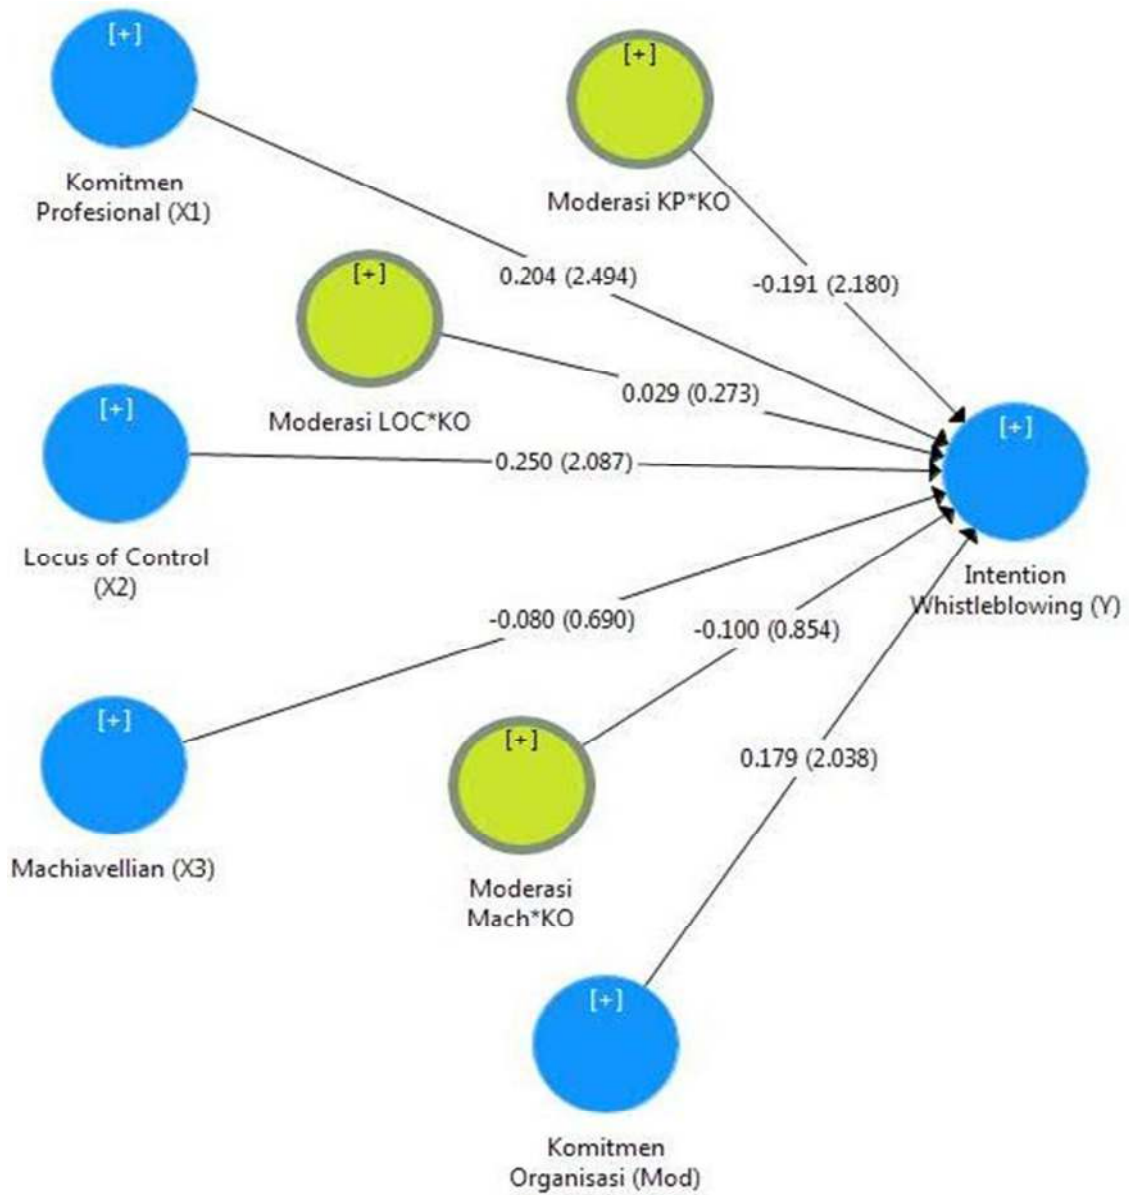 [+]
Komitmen
Profesional (X1)
[+]
Moderasi KP*KO
0.204 (2.494)
-0.191 (2.180)
[+]
Moderasi LOC*KO
0.029 (0.273)
[+]
Locus of Control
(X2)
0.250 (2.087)
[+]
Intention
Whistleblowing (Y)
-0.080 (0.690)
-0.100 (0.854)
[+]
Machiavellian (X3)
[+]
Moderasi
Mach*KO
0.179 (2.038)
[+]
Komitmen
Organisasi (Mod)